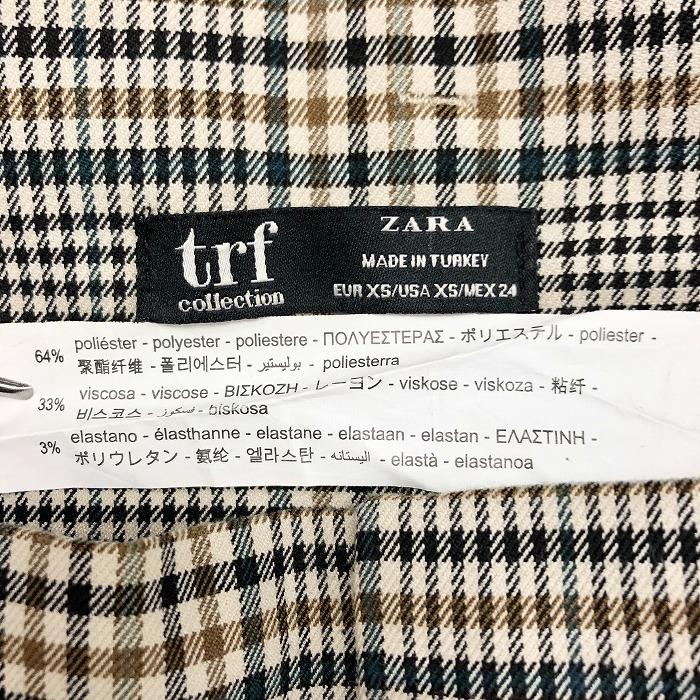 trf
collection
ZARA
MADE IN TURKEY
EUR XS/USA XS/MEX 24
64% poliéster - polyester - poliestere - ΠΟΛΥΕΣΤΕΡΑΣ - ポリエステル - poliester -
聚酯纤维 - 폴리에스터 - بوليستير - poliesterra
33% viscosa - viscose - ΒΙΣΚΟΖΗ - レーヨン - viskose - viskoza - 粘纤 -
비스코스 - فسكوز - biskosa
3% elastano - élasthanne - elastane - elastaan - elastan - ΕΛΑΣΤΙΝΗ -
ポリウレタン - 氨纶 - 엘라스탄 - اليستانه - elastà - elastanoa